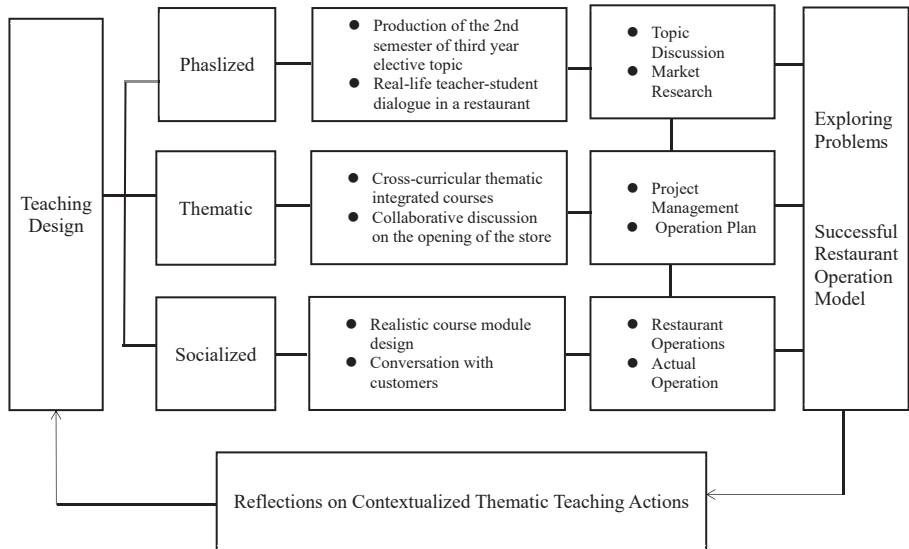 Teaching
Design
Phaslized
● Production of the 2nd
semester of third year
elective topic
● Real-life teacher-student
dialogue in a restaurant
● Topic
Discussion
● Market
Research
Thematic
● Cross-curricular thematic
integrated courses
● Collaborative discussion
on the opening of the store
● Project
Management
● Operation Plan
Socialized
● Realistic course module
design
● Conversation with
customers
● Restaurant
Operations
● Actual
Operation
Exploring
Problems
Successful
Restaurant
Operation
Model
Reflections on Contextualized Thematic Teaching Actions